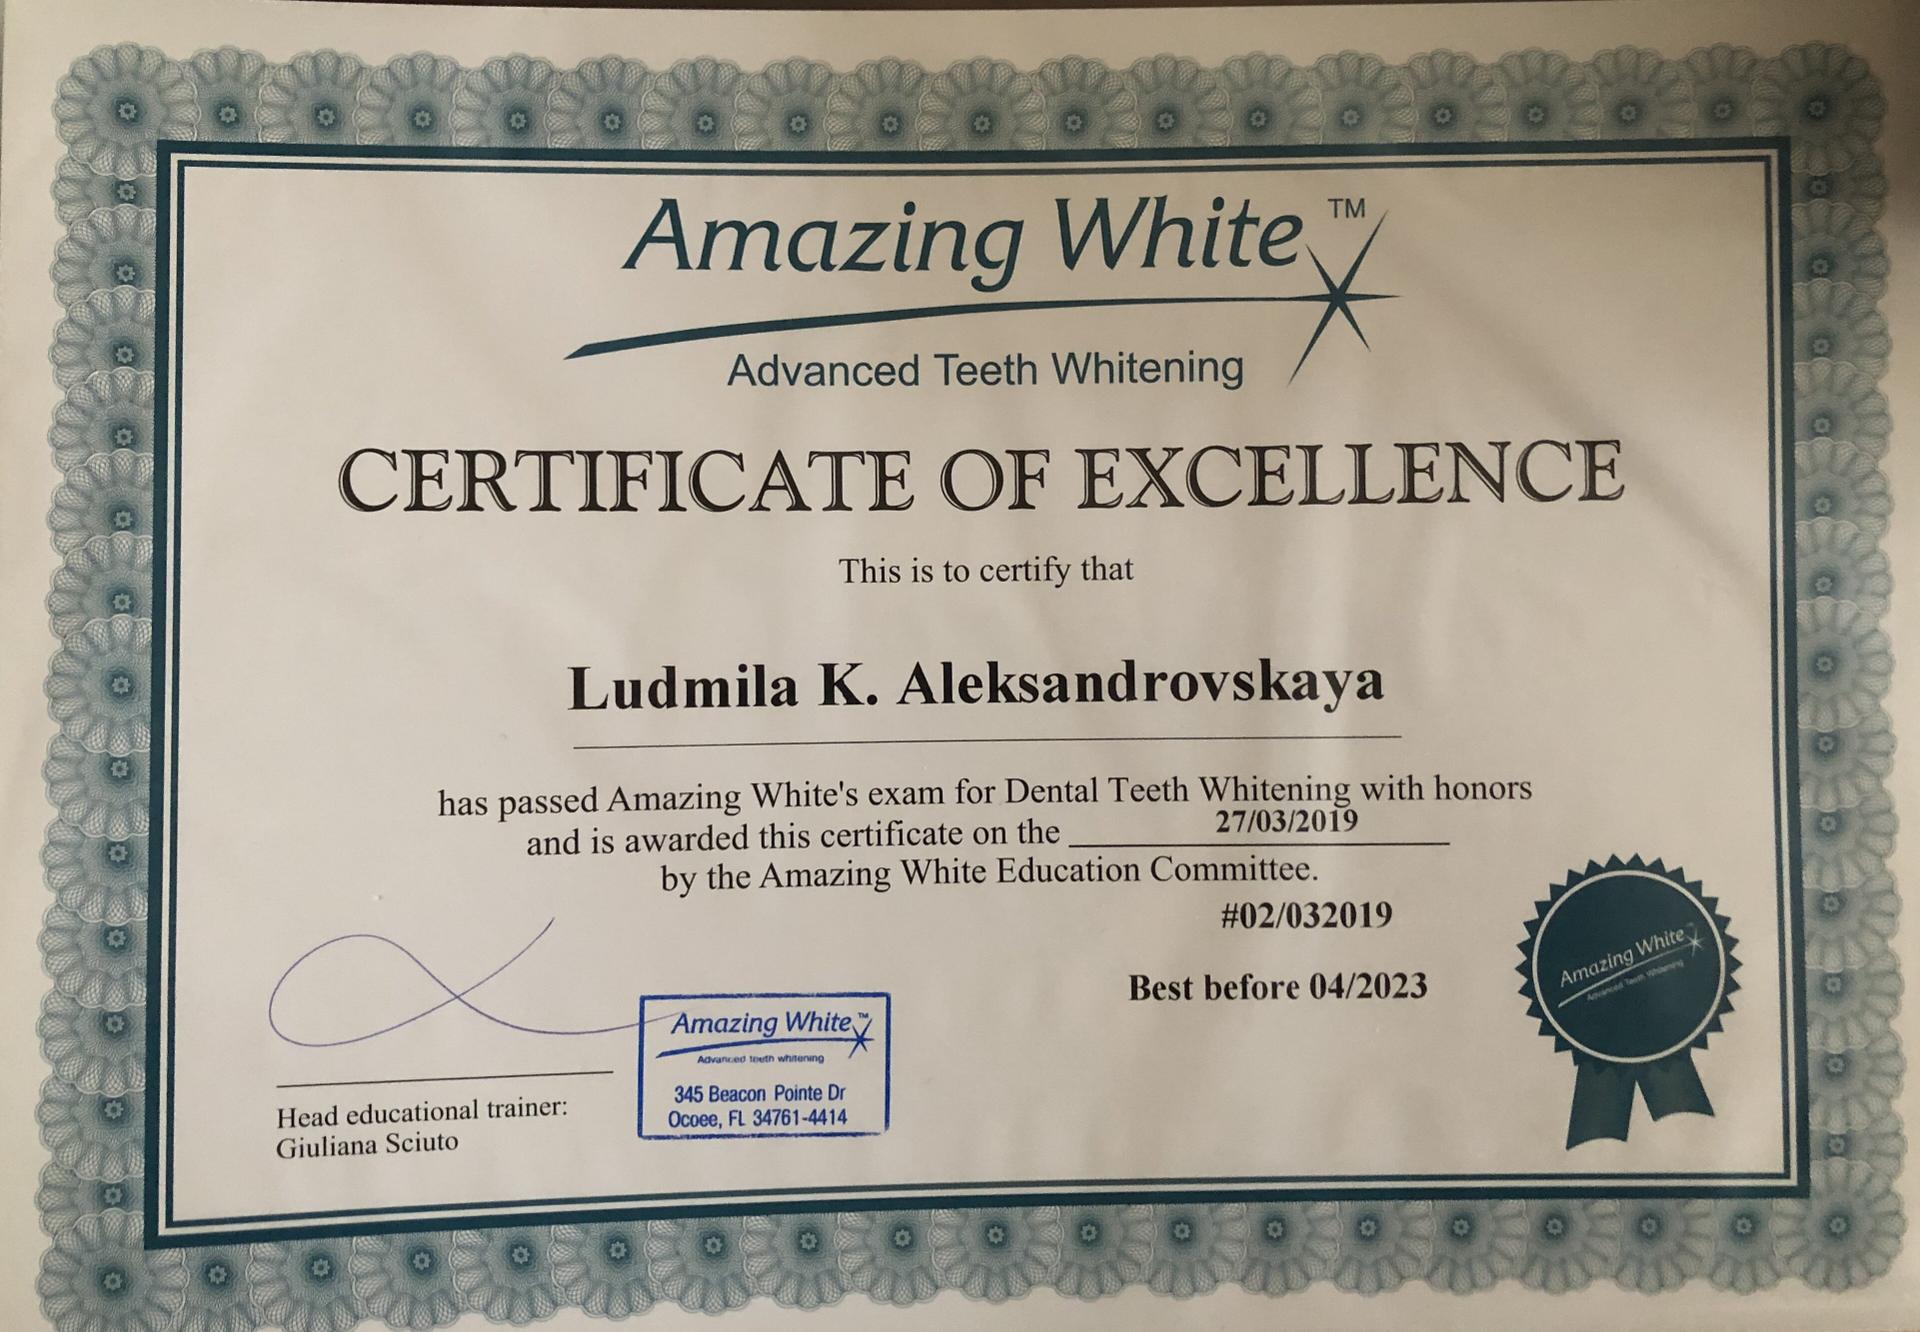 Amazing White™
Advanced Teeth Whitening
CERTIFICATE OF EXCELLENCE
This is to certify that
Ludmila K. Aleksandrovskaya
has passed Amazing White's exam for Dental Teeth Whitening with honors
and is awarded this certificate on the 27/03/2019
by the Amazing White Education Committee.
#02/032019
Best before 04/2023
Amazing White
Advanced Teeth Whitening
Amazing White™
Advanced teeth whitening
345 Beacon Pointe Dr
Ocoee, FL 34761-4414
Head educational trainer:
Giuliana Sciuto